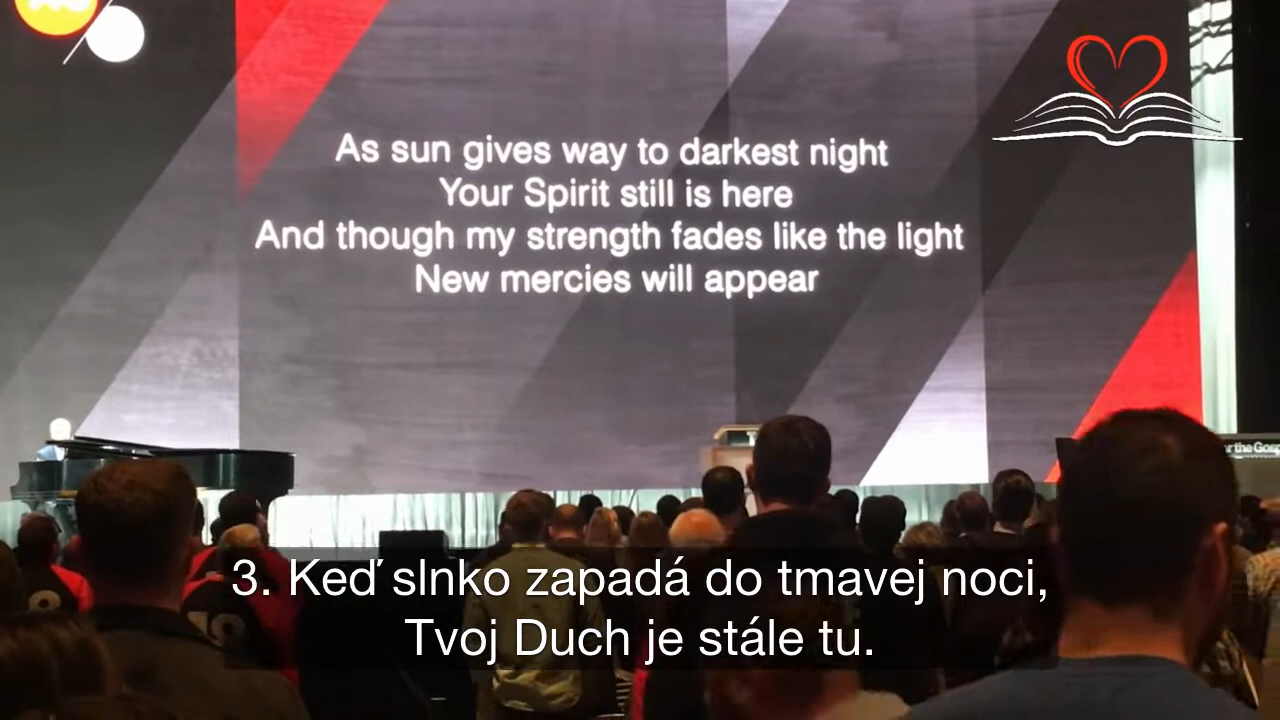 As sun gives way to darkest night
Your Spirit still is here
And though my strength fades like the light
New mercies will appear
3. Keď slnko zapadá do tmavej noci,
Tvoj Duch je stále tu.